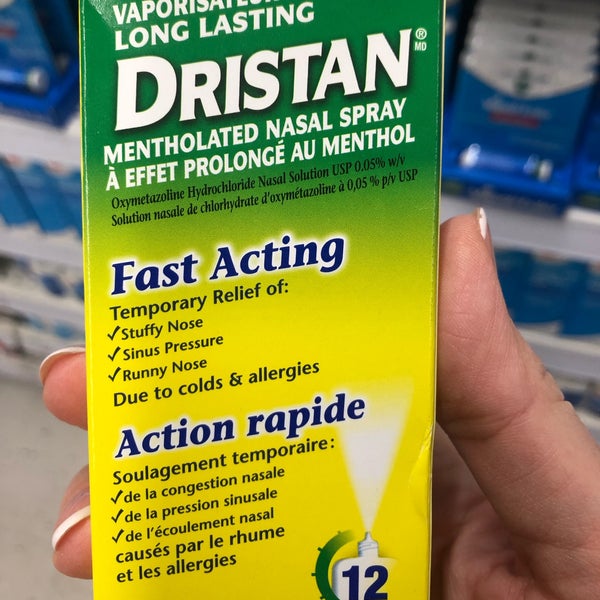 LONG LASTING
DRISTAN® MD
MENTHOLATED NASAL SPRAY
À EFFET PROLONGÉ AU MENTHOL
Oxymetazoline Hydrochloride Nasal Solution USP 0.05% w/v
Solution nasale de chlorhydrate d'oxymétazoline à 0,05 % p/v USP
Fast Acting
Temporary Relief of:
✓Stuffy Nose
✓Sinus Pressure
✓Runny Nose
Due to colds & allergies
Action rapide
Soulagement temporaire:
✓de la congestion nasale
✓de la pression sinusale
✓de l'écoulement nasal
causés par le rhume
et les allergies
12